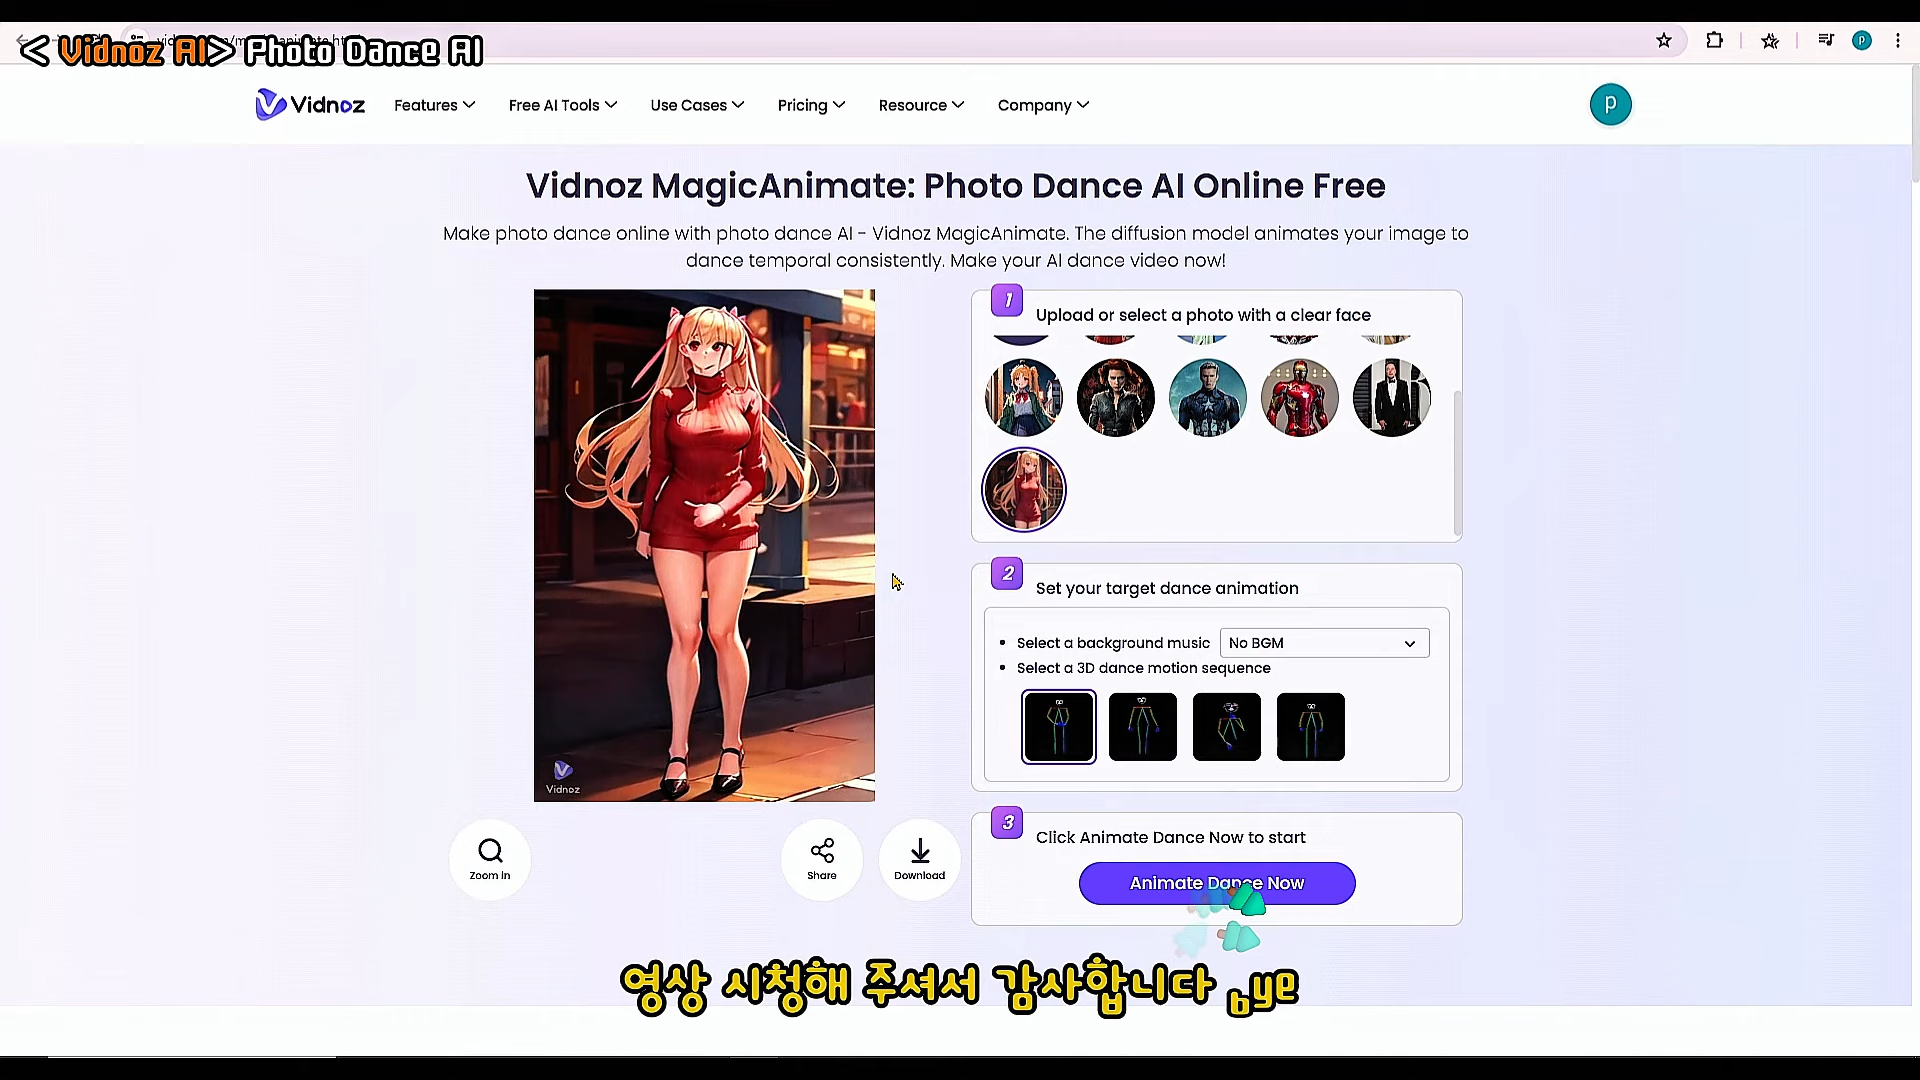 < Vidnoz AI> Photo Dance AI
Vidnoz
Features
Free AI Tools
Use Cases
Pricing
Resource
Company
p
Vidnoz MagicAnimate: Photo Dance AI Online Free
Make photo dance online with photo dance AI - Vidnoz MagicAnimate. The diffusion model animates your image to
dance temporal consistently. Make your AI dance video now!
1
Upload or select a photo with a clear face
2
Set your target dance animation
• Select a background music
No BGM
• Select a 3D dance motion sequence
Vidnoz
Zoom in
Share
Download
3
Click Animate Dance Now to start
Animate Dance Now
영상 시청해 주셔서 감사합니다 bye